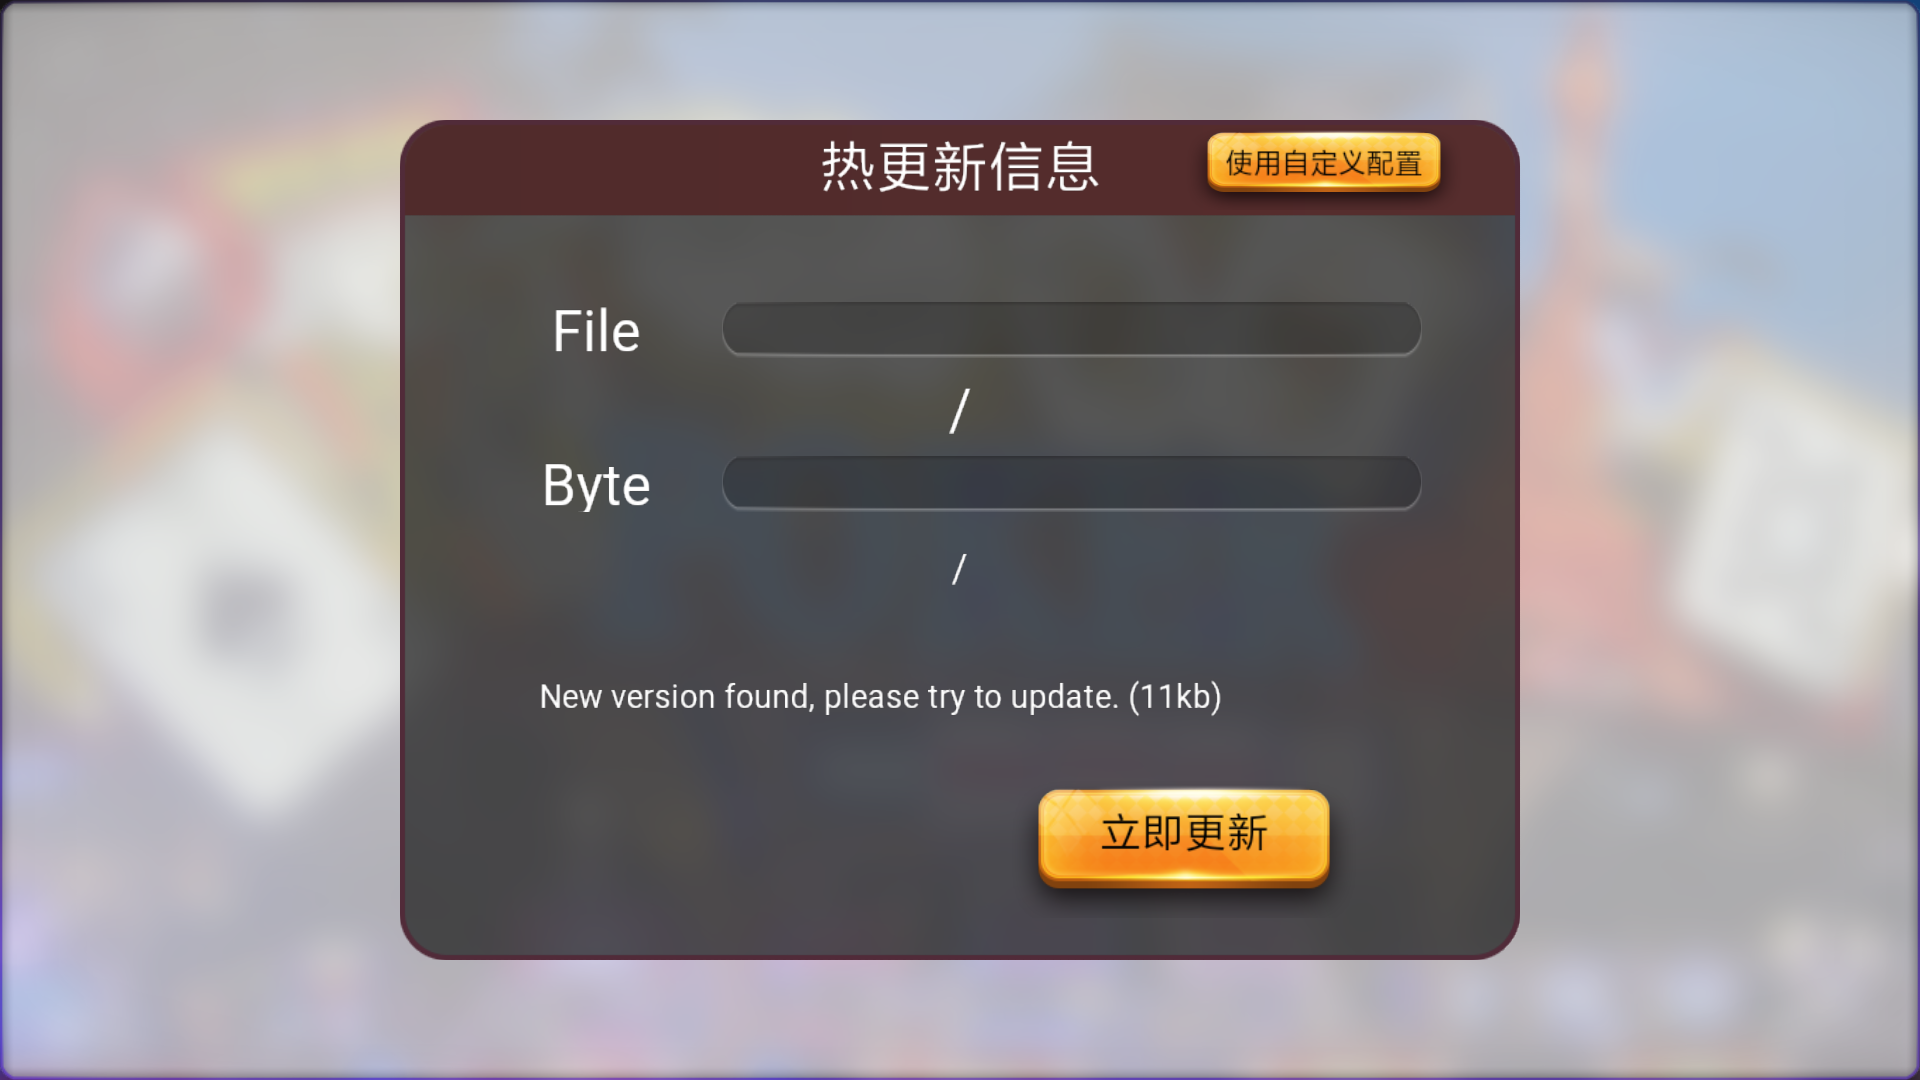 热更新信息
使用自定义配置
File
/
Byte
/
New version found, please try to update. (11kb)
立即更新